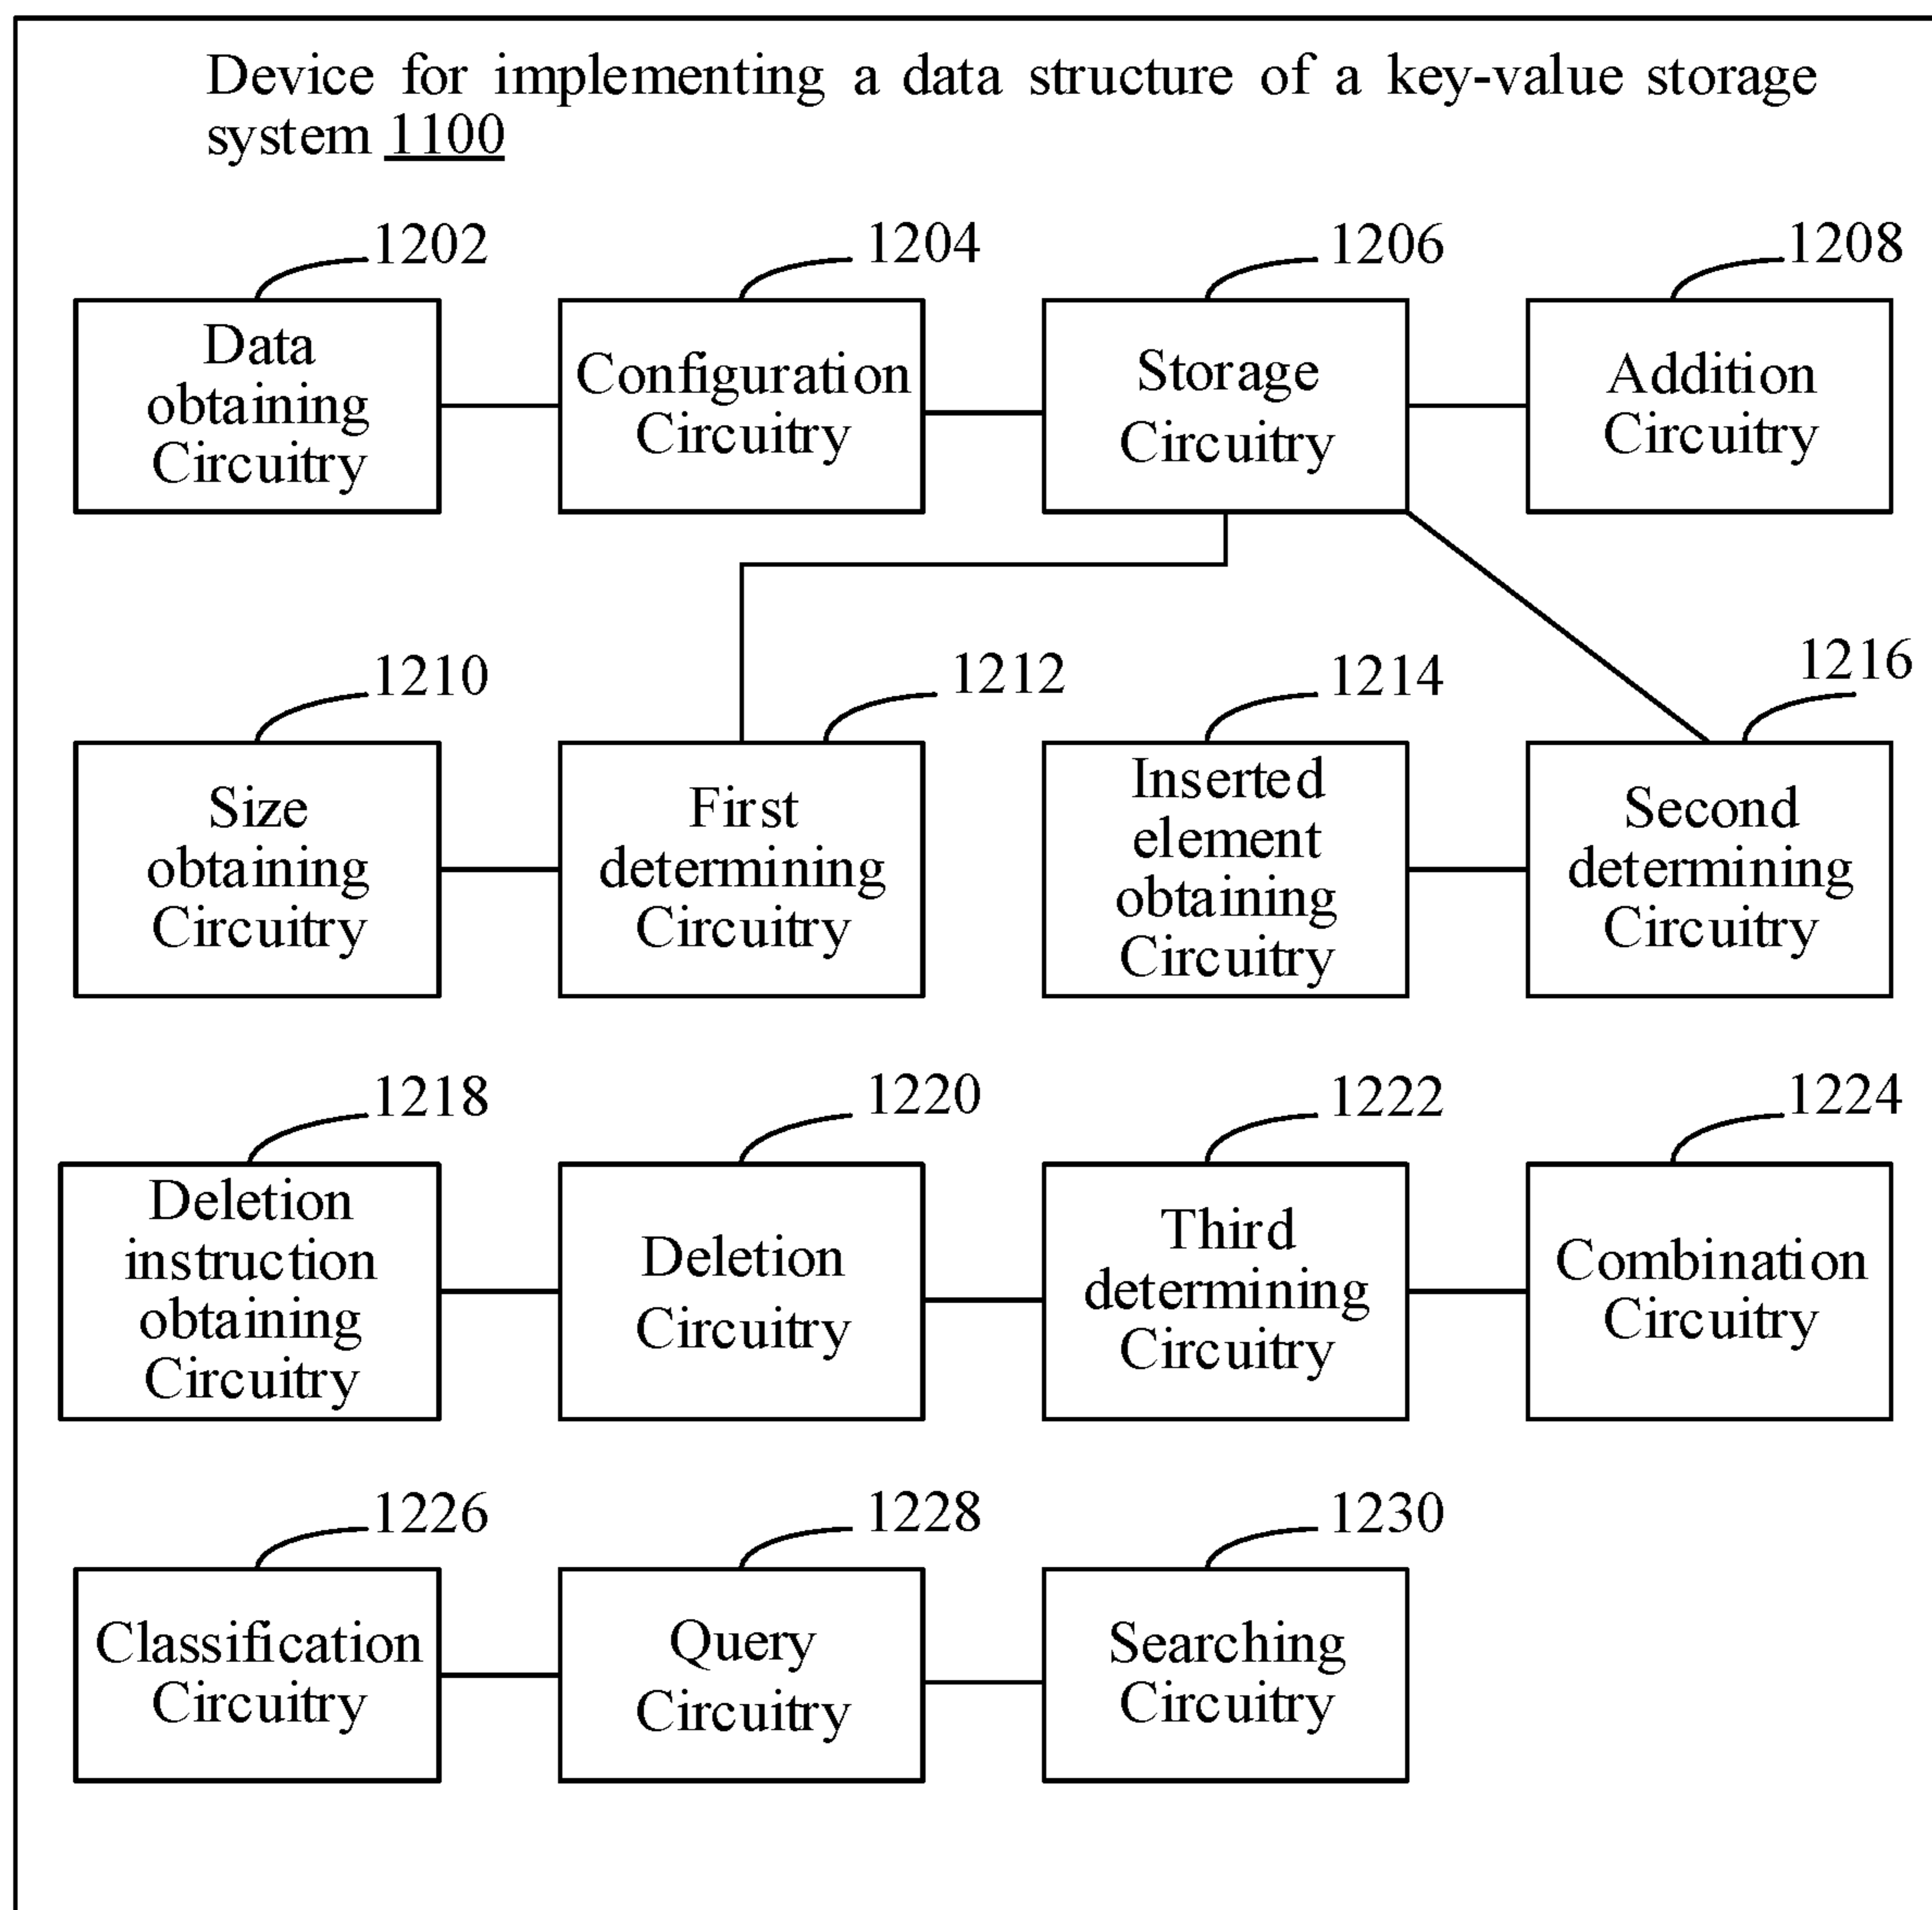 Device for implementing a data structure of a key-value storage
system 1100
1202
1204
1206
1208
Data
obtaining
Circuitry
Configuration
Circuitry
Storage
Circuitry
Addition
Circuitry
1210
1212
1214
1216
Size
obtaining
Circuitry
First
determining
Circuitry
Inserted
element
obtaining
Circuitry
Second
determining
Circuitry
1218
1220
1222
1224
Deletion
instruction
obtaining
Circuitry
Deletion
Circuitry
Third
determining
Circuitry
Combination
Circuitry
1226
1228
1230
Classification
Circuitry
Query
Circuitry
Searching
Circuitry